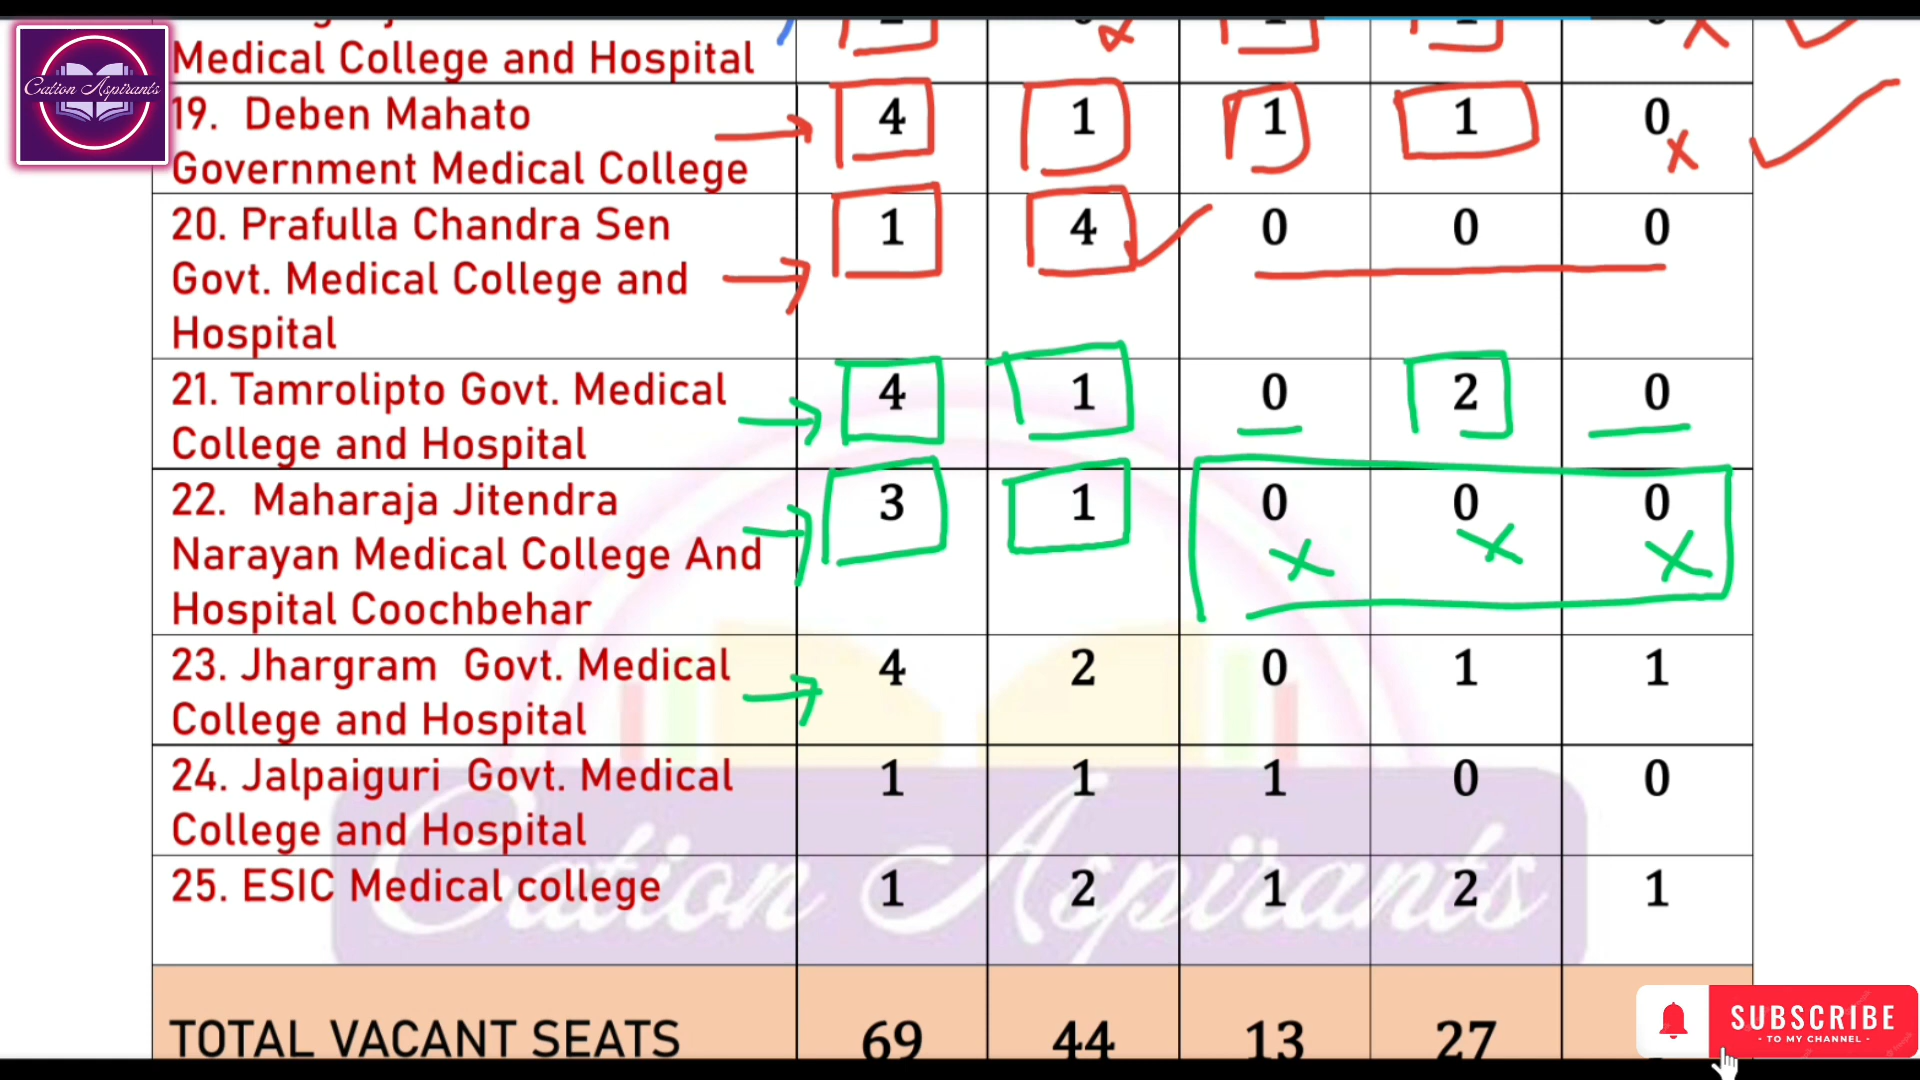 Cation Aspirants
Medical College and Hospital
19. Deben Mahato
Government Medical College
4 1 1 1 0
20. Prafulla Chandra Sen
Govt. Medical College and
Hospital
1 4 0 0 0
21. Tamrolipto Govt. Medical
College and Hospital
4 1 0 2 0
22. Maharaja Jitendra
Narayan Medical College And
Hospital Coochbehar
3 1 0 0 0
23. Jhargram Govt. Medical
College and Hospital
4 2 0 1 1
24. Jalpaiguri Govt. Medical
College and Hospital
1 1 1 0 0
25. ESIC Medical college
1 2 1 2 1
Cation Aspirants
TOTAL VACANT SEATS 69 44 13 27
SUBSCRIBE
- TO MY CHANNEL -